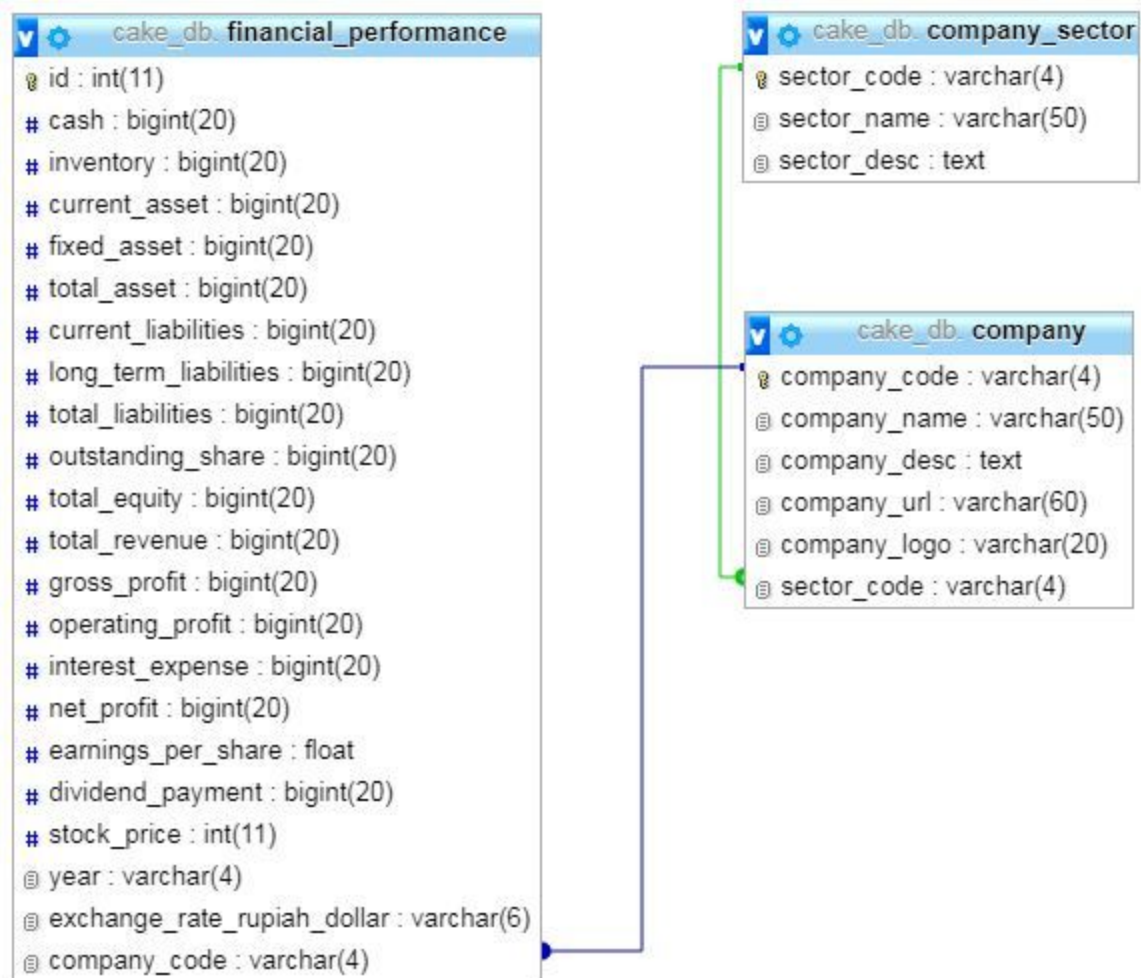 cake_db. financial_performance
id : int(11)
# cash : bigint(20)
# inventory : bigint(20)
# current_asset : bigint(20)
# fixed_asset : bigint(20)
# total_asset : bigint(20)
# current_liabilities : bigint(20)
# long_term_liabilities : bigint(20)
# total_liabilities : bigint(20)
# outstanding_share : bigint(20)
# total_equity : bigint(20)
# total_revenue : bigint(20)
# gross_profit : bigint(20)
# operating_profit : bigint(20)
# interest_expense : bigint(20)
# net_profit : bigint(20)
# earnings_per_share : float
# dividend_payment : bigint(20)
# stock_price : int(11)
year : varchar(4)
exchange_rate_rupiah_dollar : varchar(6)
company_code : varchar(4)
v cake_db. company_sector
sector_code : varchar(4)
sector_name : varchar(50)
sector_desc : text
v cake_db. company
company_code : varchar(4)
company_name : varchar(50)
company_desc : text
company_url : varchar(60)
company_logo : varchar(20)
sector_code : varchar(4)